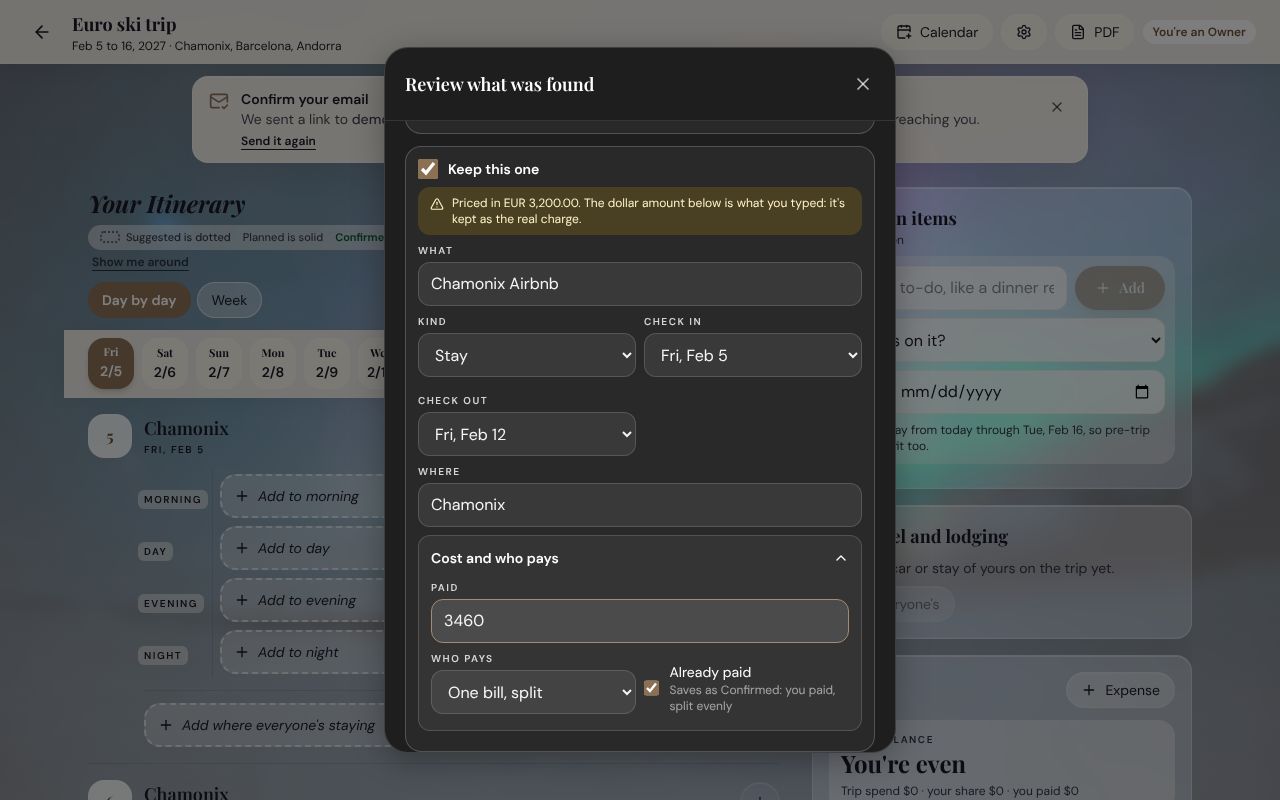 Euro ski trip
Feb 5 to 16, 2027 · Chamonix, Barcelona, Andorra
Calendar
PDF
You're an Owner
Confirm your email
We sent a link to
reaching you.
Send it again
Your Itinerary
Suggested is dotted
Planned is solid
Show me around
Day by day
Week
Fri
2/5
Sat
2/6
Sun
2/7
Mon
2/8
Tue
2/9
5
Chamonix
FRI, FEB 5
MORNING
Add to morning
DAY
Add to day
EVENING
Add to evening
NIGHT
Add to night
Add where everyone's staying
6
Chamonix
Review what was found
Keep this one
Priced in EUR 3,200.00. The dollar amount below is what you typed: it's
kept as the real charge.
WHAT
Chamonix Airbnb
KIND
CHECK IN
Stay
Fri, Feb 5
CHECK OUT
Fri, Feb 12
WHERE
Chamonix
Cost and who pays
PAID
3460
WHO PAYS
One bill, split
Already paid
Saves as Confirmed: you paid,
split evenly
items
to-do, like a dinner
Add
on it?
mm/dd/yyyy
from today through Tue, Feb 16, so pre-trip
too.
and lodging
car or stay of yours on the trip yet.
Expense
You're even
Trip spend $0 · your share $0 · you paid $0